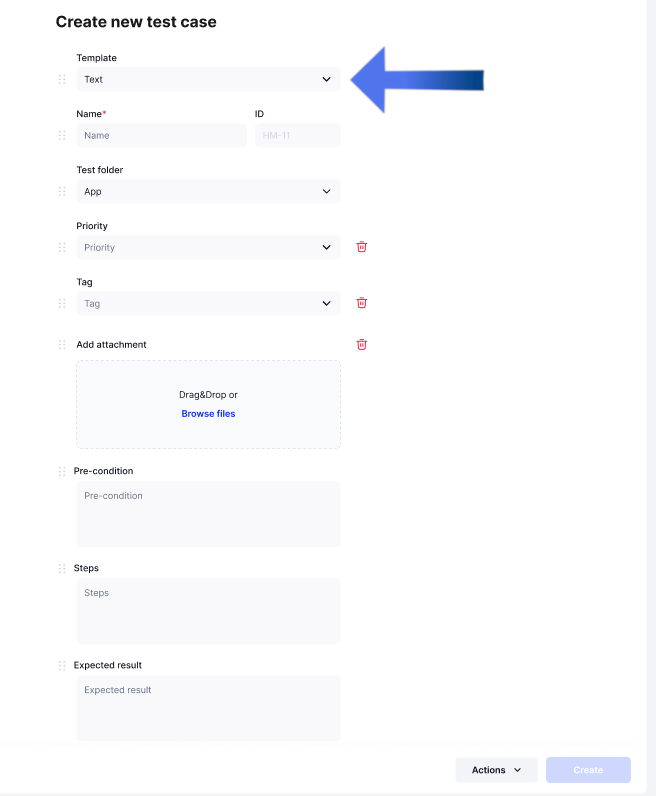 Create new test case
Template
Text
Name* ID
Name HM-11
Test folder
App
Priority
Priority
Tag
Tag
Add attachment
Drag&Drop or
Browse files
Pre-condition
Pre-condition
Steps
Steps
Expected result
Expected result
Actions Create